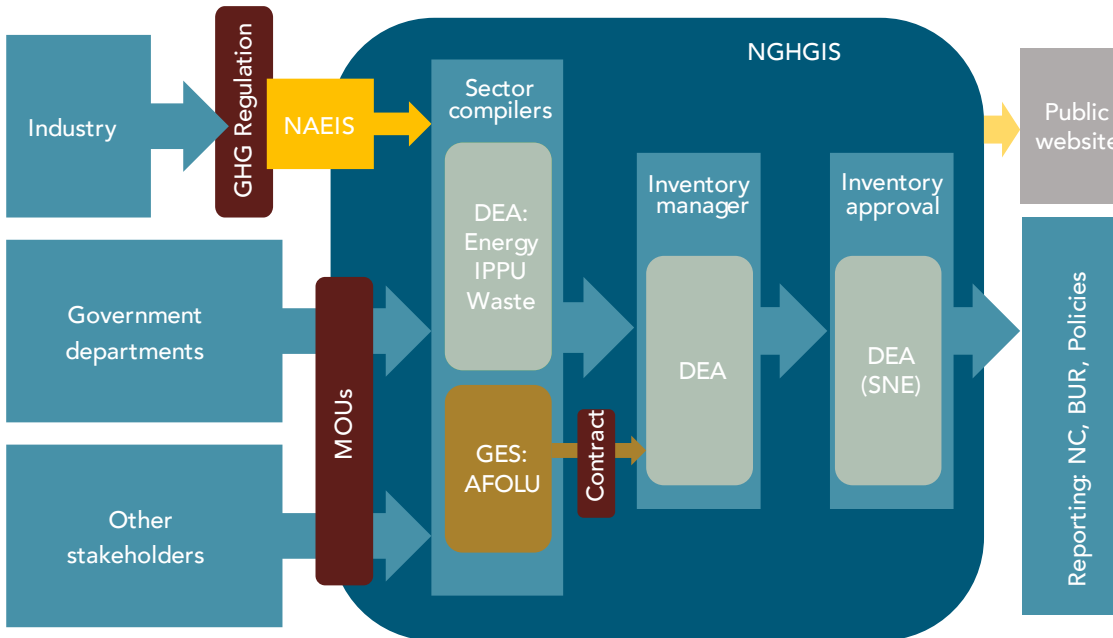 Industry
GHG Regulation
NAEIS
NGHGIS
Sector
compilers
DEA:
Energy
IPPU
Waste
GES:
AFOLU
Contract
Inventory
manager
DEA
Inventory
approval
DEA
(SNE)
Public
website
Reporting: NC, BUR, Policies
Government
departments
MOUs
Other
stakeholders